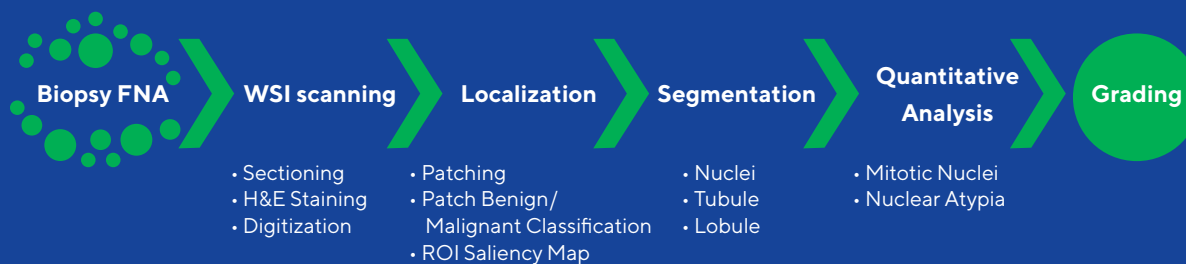 Biopsy FNA
WSI scanning
Localization
Segmentation
Quantitative
Analysis
Grading
• Sectioning
• H&E Staining
• Digitization
• Patching
• Patch Benign/
Malignant Classification
• ROI Saliency Map
• Nuclei
• Tubule
• Lobule
• Mitotic Nuclei
• Nuclear Atypia